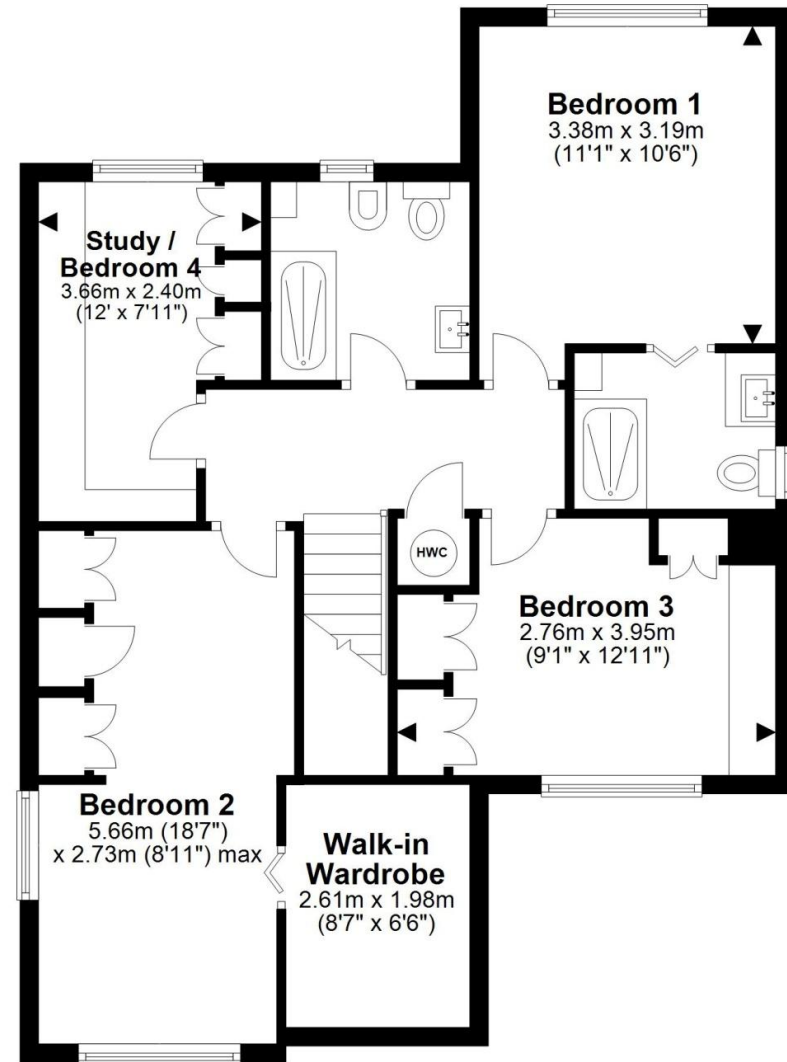 Bedroom 1
3.38m x 3.19m
(11'1" x 10'6")
Study /
Bedroom 4
3.66m x 2.40m
(12' x 7'11")
HWC
Bedroom 3
2.76m x 3.95m
(9'1" x 12'11")
Bedroom 2
5.66m (18'7")
x 2.73m (8'11") max
Walk-in
Wardrobe
2.61m x 1.98m
(8'7" x 6'6")